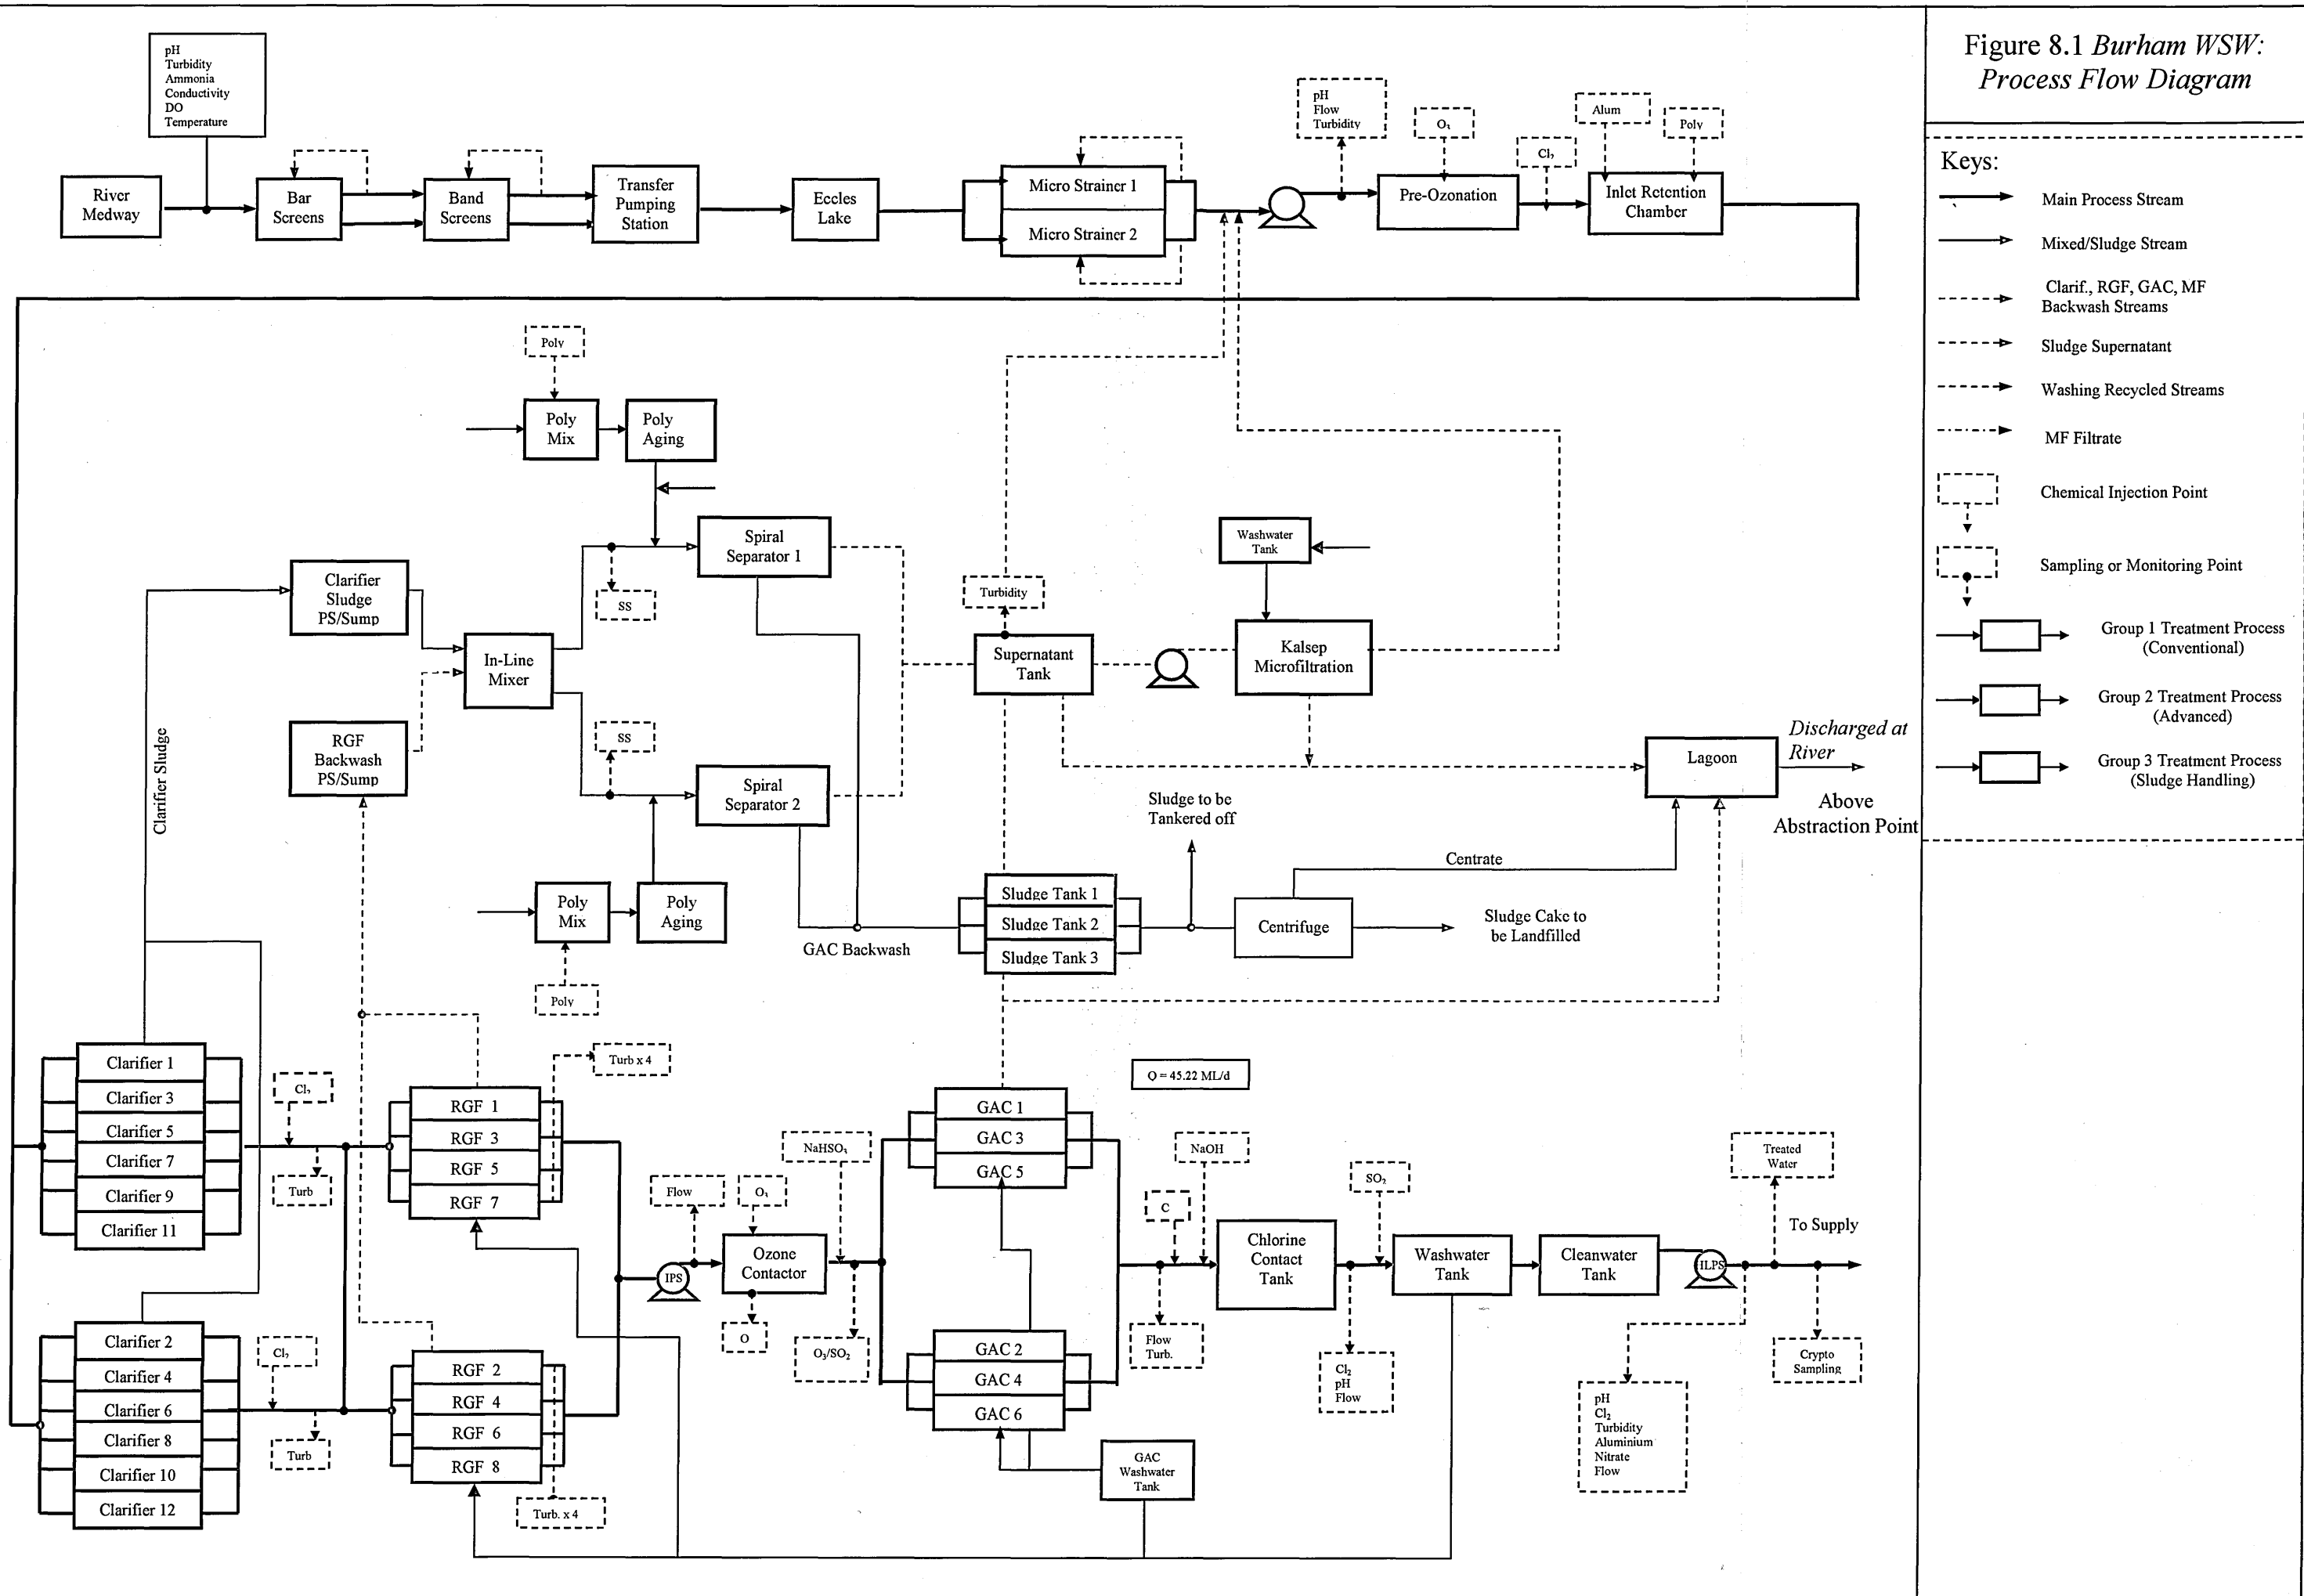 Figure 8.1 Burham WSW:
Process Flow Diagram
pH
Turbidity
Ammonia
Conductivity
DO
Temperature
River
Medway
Bar
Screens
Band
Screens
Transfer
Pumping
Station
Eccles
Lake
Micro Strainer 1
Micro Strainer 2
pH
Flow
Turbidity
O₃
Pre-Ozonation
Cl₂
Alum
Poly
Inlet Retention
Chamber
Keys:
Main Process Stream
Mixed/Sludge Stream
Clarif., RGF, GAC, MF
Backwash Streams
Sludge Supernatant
Washing Recycled Streams
MF Filtrate
Chemical Injection Point
Sampling or Monitoring Point
Group 1 Treatment Process
(Conventional)
Group 2 Treatment Process
(Advanced)
Group 3 Treatment Process
(Sludge Handling)
Poly
Poly
Mix
Poly
Aging
Spiral
Separator 1
SS
Clarifier
Sludge
PS/Sump
In-Line
Mixer
RGF
Backwash
PS/Sump
SS
Spiral
Separator 2
Clarifier Sludge
Poly
Mix
Poly
Aging
Poly
GAC Backwash
Turbidity
Supernatant
Tank
Washwater
Tank
Kalsep
Microfiltration
Lagoon
Discharged at
River
Above
Abstraction Point
Sludge to be
Tankered off
Sludge Tank 1
Sludge Tank 2
Sludge Tank 3
Centrifuge
Centrate
Sludge Cake to
be Landfilled
Clarifier 1
Clarifier 3
Clarifier 5
Clarifier 7
Clarifier 9
Clarifier 11
Cl₂
Turb
RGF 1
RGF 3
RGF 5
RGF 7
Turb x 4
Clarifier 2
Clarifier 4
Clarifier 6
Clarifier 8
Clarifier 10
Clarifier 12
Cl₂
Turb
RGF 2
RGF 4
RGF 6
RGF 8
Turb. x 4
IPS
Flow
O₃
Ozone
Contactor
O
NaHSO₃
O₃/SO₂
GAC 1
GAC 3
GAC 5
GAC 2
GAC 4
GAC 6
GAC
Washwater
Tank
Q = 45.22 ML/d
C
NaOH
Flow
Turb.
Chlorine
Contact
Tank
SO₂
Cl₂
pH
Flow
Washwater
Tank
Cleanwater
Tank
ILPS
Treated
Water
To Supply
Crypto
Sampling
pH
Cl₂
Turbidity
Aluminium
Nitrate
Flow